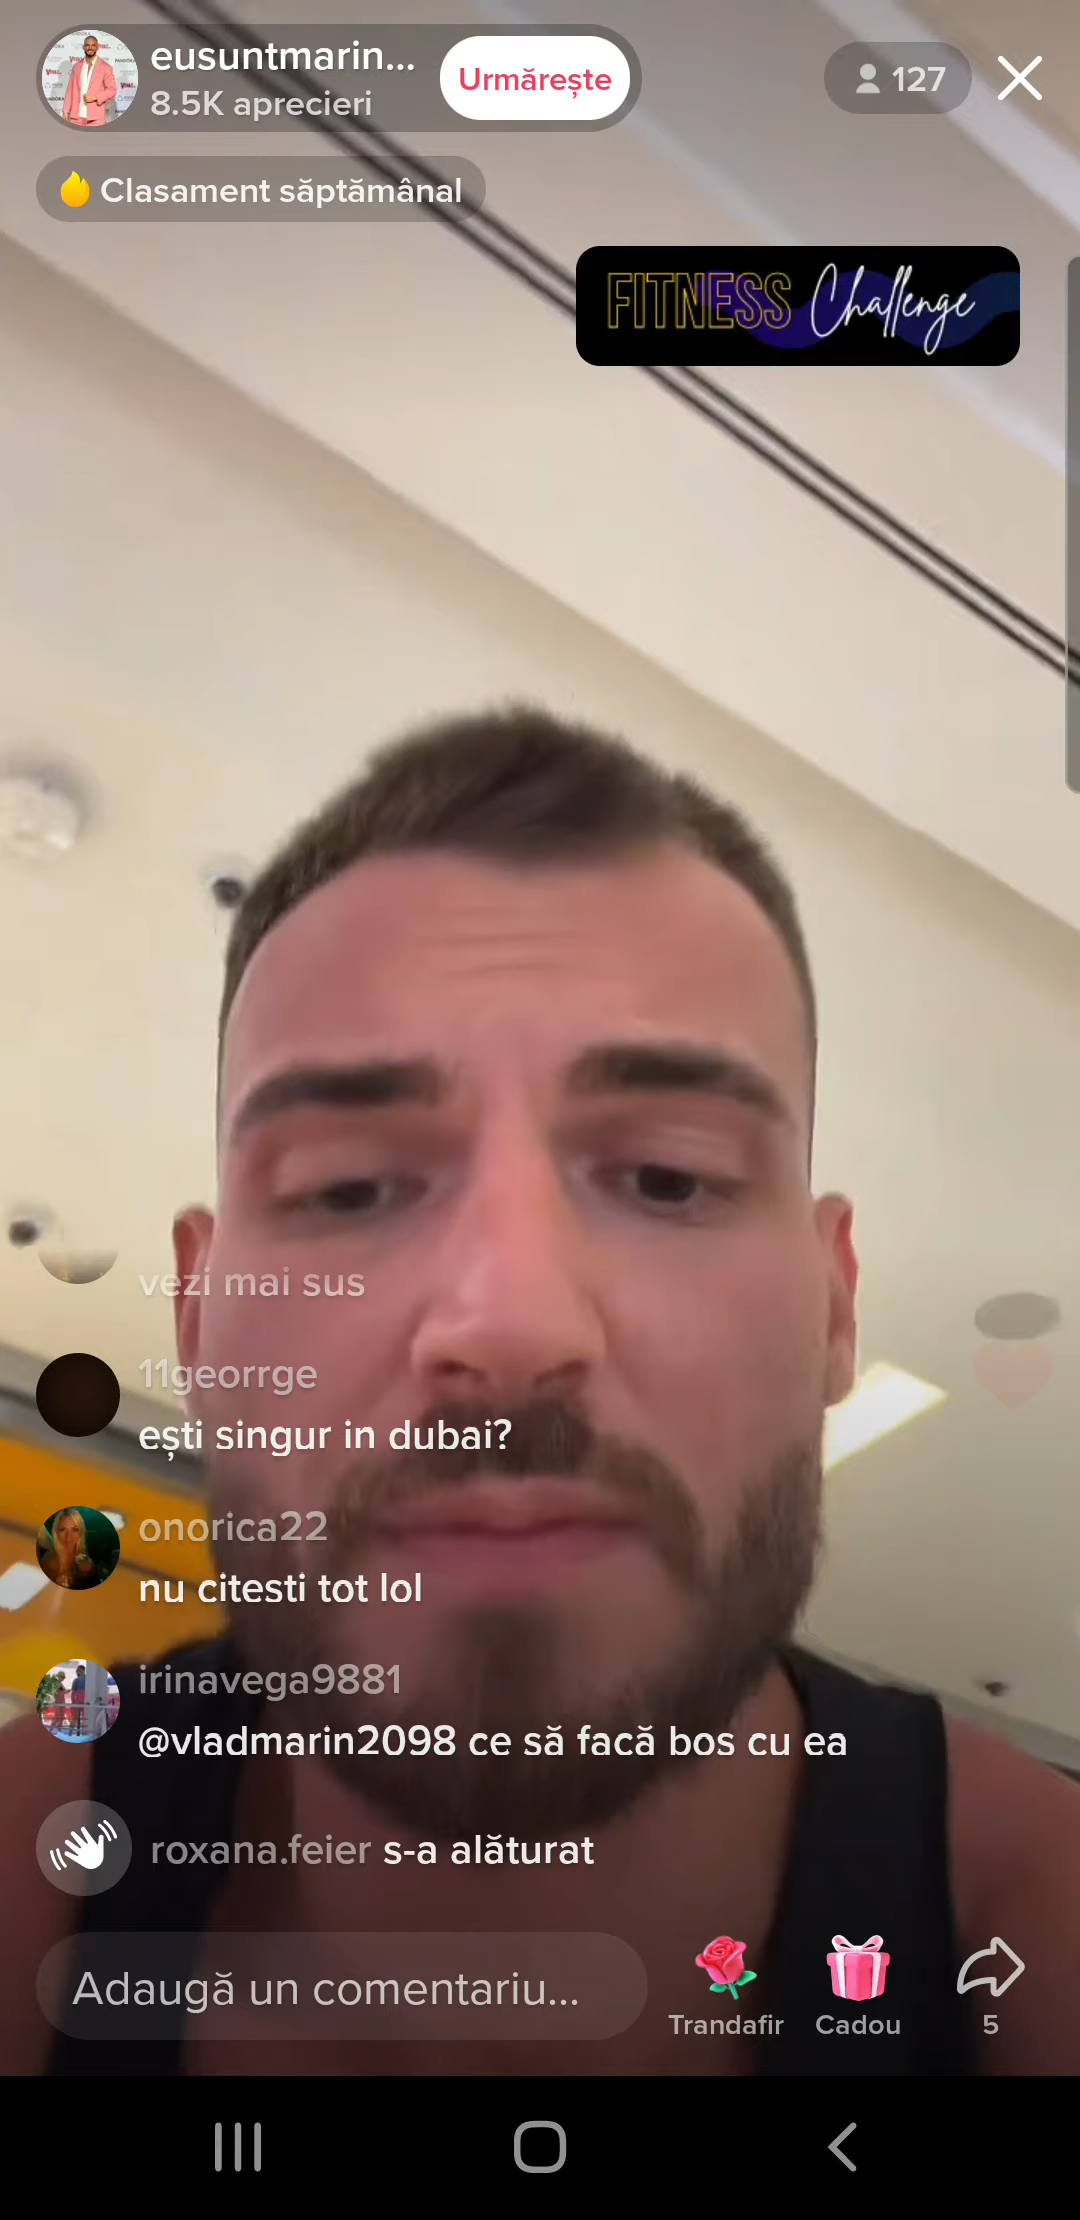 eusuntmarin...
8.5K aprecieri
Urmărește
127
Clasament săptămânal
FITNESS Challenge
vezi mai sus
11georrge
ești singur in dubai?
onorica22
nu citesti tot lol
irinavega9881
@vladmarin2098 ce să facă bos cu ea
roxana.feier s-a alăturat
Adaugă un comentariu...
Trandafir
Cadou
5